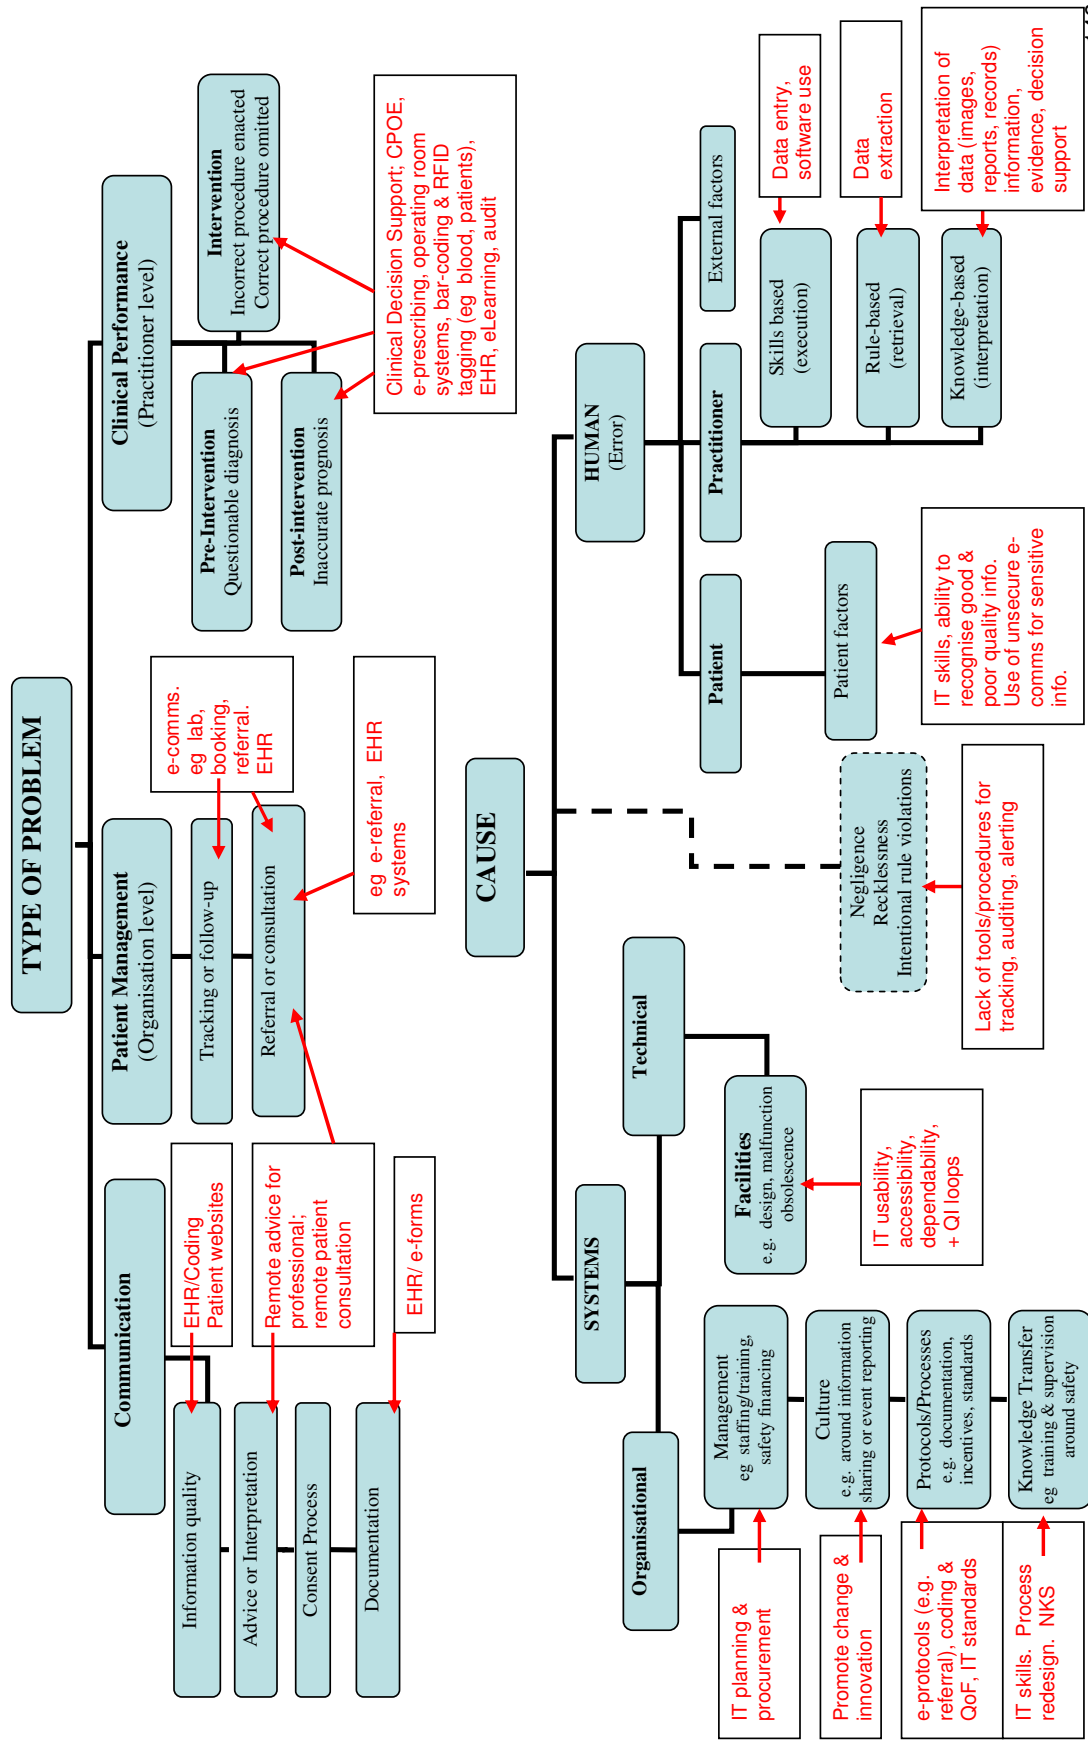 TYPE OF PROBLEM
Communication
Information quality
Advice or Interpretation
Consent Process
Documentation
EHR/Coding
Patient websites
Remote advice for
professional;
remote patient
consultation
EHR/ e-forms
Patient Management
(Organisation level)
Tracking or follow-up
Referral or consultation
e-comms.
eg lab,
booking,
referral.
EHR
eg e-referral, EHR
systems
Clinical Performance
(Practitioner level)
Pre-Intervention
Questionable diagnosis
Post-intervention
Inaccurate prognosis
Intervention
Incorrect procedure enacted
Correct procedure omitted
Clinical Decision Support; CPOE,
e-prescribing, operating room
systems, bar-coding & RFID
tagging (eg blood, patients),
EHR, eLearning, audit
CAUSE
SYSTEMS
Organisational
Management
eg staffing/training,
safety financing
Culture
e.g. around information
sharing or event reporting
Protocols/Processes
e.g. documentation,
incentives, standards
Knowledge Transfer
eg training & supervision
around safety
IT planning &
procurement
Promote change &
innovation
e-protocols (e.g.
referral), coding &
QoF, IT standards
IT skills. Process
redesign. NKS
Technical
Facilities
e.g. design, malfunction
obsolescence
IT usability,
accessibility,
dependability,
+ QI loops
Negligence
Recklessness
Intentional rule violations
Lack of tools/procedures for
tracking, auditing, alerting
HUMAN
(Error)
Patient
Patient factors
IT skills, ability to
recognise good &
poor quality info.
Use of unsecure e-
comms for sensitive
info.
Practitioner
Skills based
(execution)
Rule-based
(retrieval)
Knowledge-based
(interpretation)
External factors
Data entry,
software use
Data
extraction
Interpretation of
data (images,
reports, records)
information,
evidence, decision
support